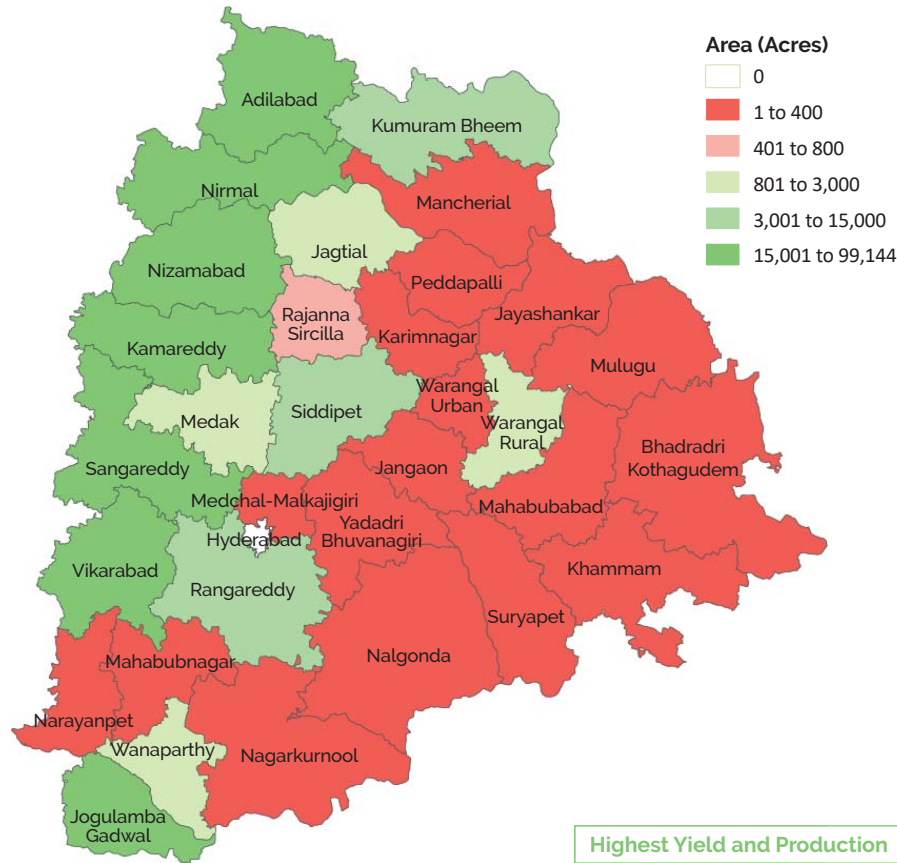 Area (Acres)
0
1 to 400
401 to 800
801 to 3,000
3,001 to 15,000
15,001 to 99,144
Adilabad
Kumuram Bheem
Nirmal
Mancherial
Jagtial
Nizamabad
Peddapalli
Rajanna
Sircilla
Jayashankar
Karimnagar
Kamareddy
Mulugu
Warangal
Urban
Siddipet
Medak
Warangal
Rural
Bhadradri
Kothagudem
Sangareddy
Jangaon
Medchal-Malkajigiri
Mahabubabad
Yadadri
Bhuvanagiri
Hyderabad
Vikarabad
Khammam
Rangareddy
Suryapet
Nalgonda
Mahabubnagar
Narayanpet
Wanaparthy
Nagarkurnool
Jogulamba
Gadwal
Highest Yield and Production